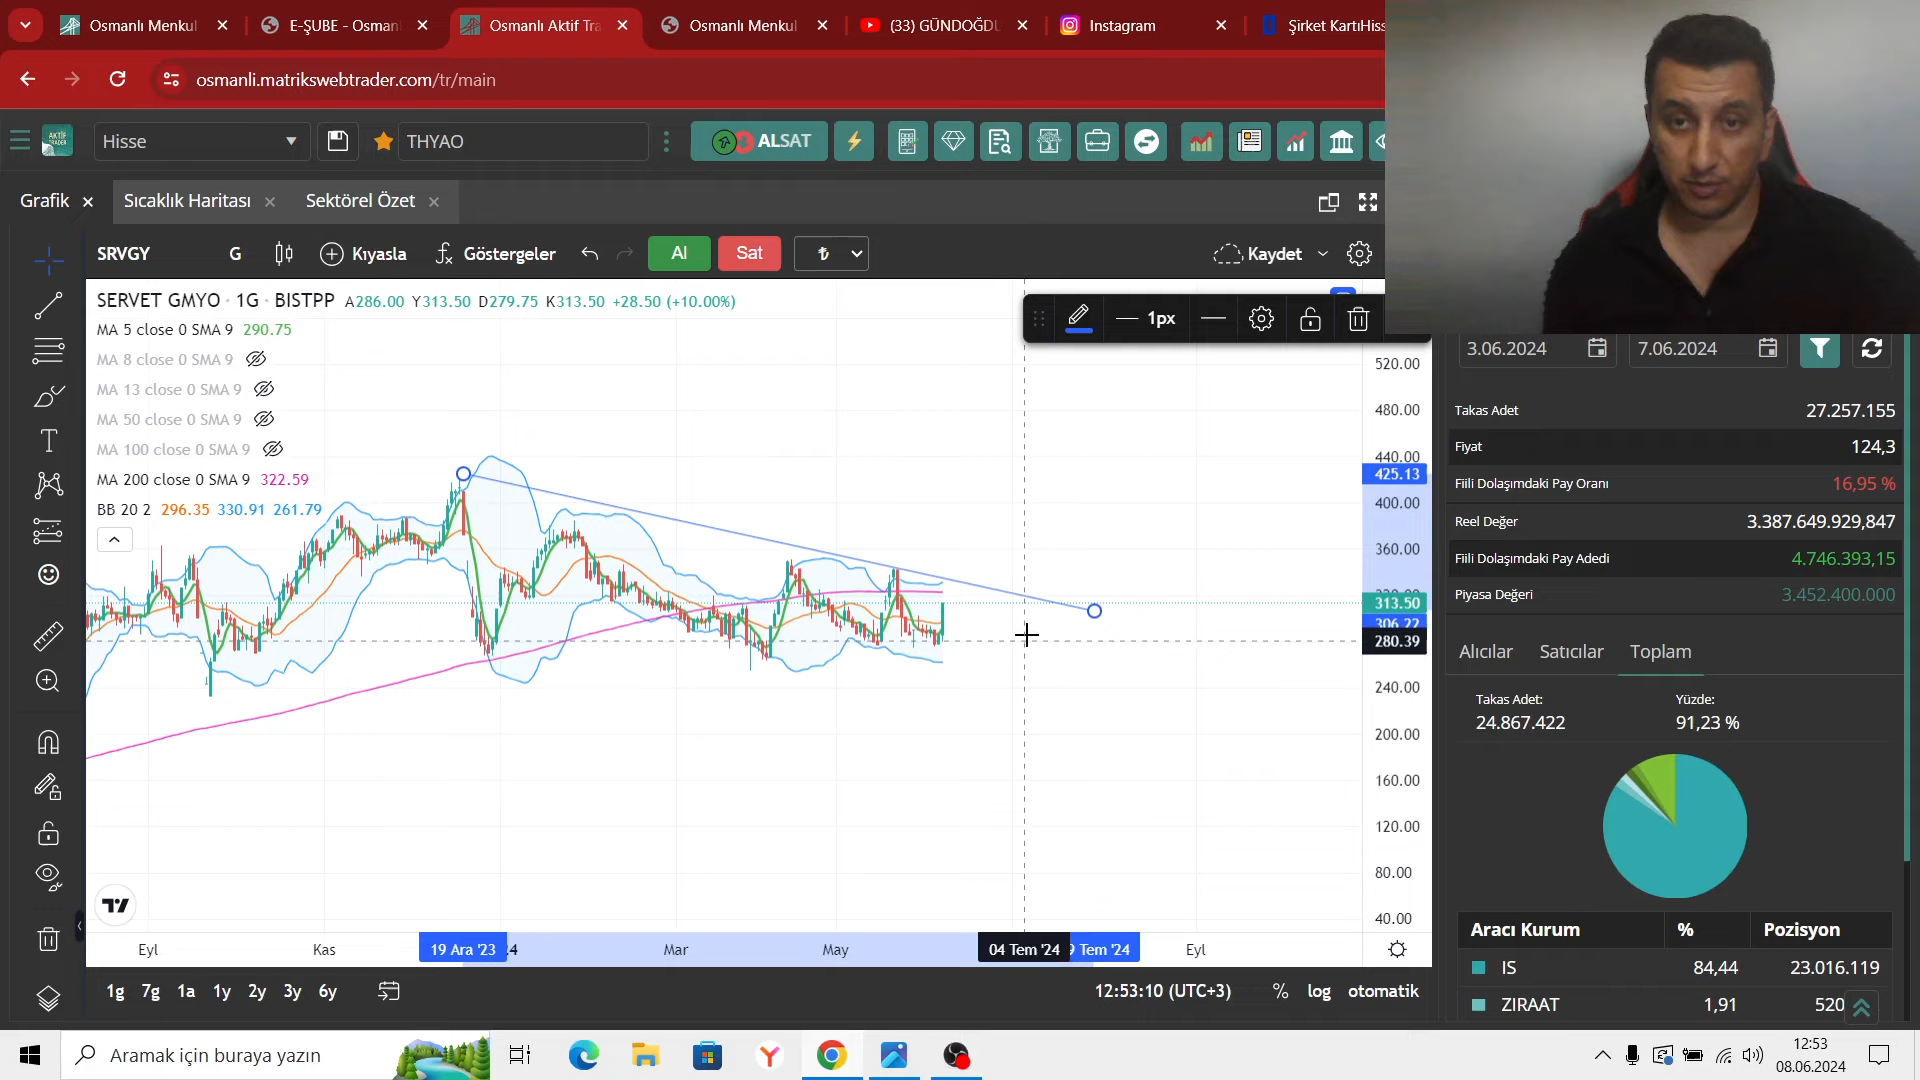 Osmanlı Menkul
E-ŞUBE - Osmanl
Osmanlı Aktif Tra
Osmanlı Menkul
(33) GÜNDOĞDU
Instagram
Şirket KartıHiss
osmanli.matrikswebtrader.com/tr/main
AKTİF TRADER
Hisse
THYAO
ALSAT
Grafik
Sıcaklık Haritası
Sektörel Özet
SRVGY
G
Kıyasla
Göstergeler
Al
Sat
₺
Kaydet
SERVET GMYO · 1G · BISTPP A286.00 Y313.50 D279.75 K313.50 +28.50 (+10.00%)
MA 5 close 0 SMA 9 290.75
MA 8 close 0 SMA 9
MA 13 close 0 SMA 9
MA 50 close 0 SMA 9
MA 100 close 0 SMA 9
MA 200 close 0 SMA 9 322.59
BB 20 2 296.35 330.91 261.79
1px
520.00
480.00
440.00
425.13
400.00
360.00
313.50
306.22
280.39
240.00
200.00
160.00
120.00
80.00
40.00
Eyl
Kas
19 Ara '23
Mar
May
04 Tem '24
9 Tem '24
Eyl
1g 7g 1a 1y 2y 3y 6y
12:53:10 (UTC+3)
% log otomatik
3.06.2024
7.06.2024
Takas Adet 27.257.155
Fiyat 124,3
Fiili Dolaşımdaki Pay Oranı 16,95 %
Reel Değer 3.387.649.929,847
Fiili Dolaşımdaki Pay Adedi 4.746.393,15
Piyasa Değeri 3.452.400.000
Alıcılar Satıcılar Toplam
Takas Adet: Yüzde:
24.867.422 91,23 %
Aracı Kurum % Pozisyon
IS 84,44 23.016.119
ZIRAAT 1,91 520
Aramak için buraya yazın
12:53
08.06.2024